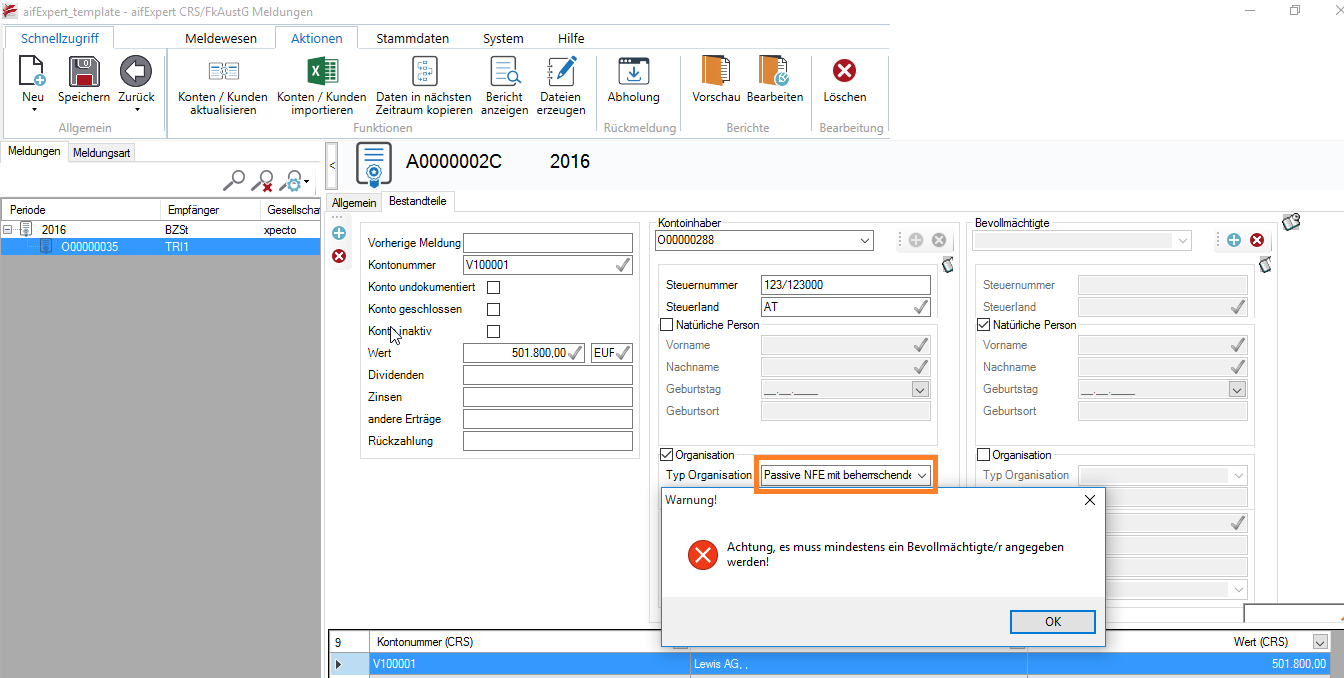 aifExpert_template - aifExpert CRS/FkAustG Meldungen
Schnellzugriff
Meldewesen
Aktionen
Stammdaten
System
Hilfe
Neu
Speichern
Zurück
Allgemein
Konten / Kunden
aktualisieren
Konten / Kunden
importieren
Daten in nächsten
Zeitraum kopieren
Bericht
anzeigen
Dateien
erzeugen
Funktionen
Abholung
Rückmeldung
Vorschau
Bearbeiten
Berichte
Löschen
Bearbeitung
Meldungen
Meldungsart
Periode
Empfänger
Gesellscha
2016
BZSt
xpecto
O00000035
TRI1
<
A0000002C
2016
Allgemein
Bestandteile
Vorherige Meldung
Kontonummer
V100001
Konto undokumentiert
Konto geschlossen
Konto inaktiv
Wert
501.800,00
EUR
Dividenden
Zinsen
andere Erträge
Rückzahlung
Kontoinhaber
O00000288
Steuernummer
123/123000
Steuerland
AT
Natürliche Person
Vorname
Nachname
Geburtstag
__.__.____
Geburtsort
Organisation
Typ Organisation
Passive NFE mit beherrschende
Bevollmächtigte
Steuernummer
Steuerland
Natürliche Person
Vorname
Nachname
Geburtstag
__.__.____
Geburtsort
Organisation
Typ Organisation
Warnung!
Achtung, es muss mindestens ein Bevollmächtigte/r angegeben
werden!
OK
9
Kontonummer (CRS)
Wert (CRS)
V100001
Lewis AG, ,
501.800,00